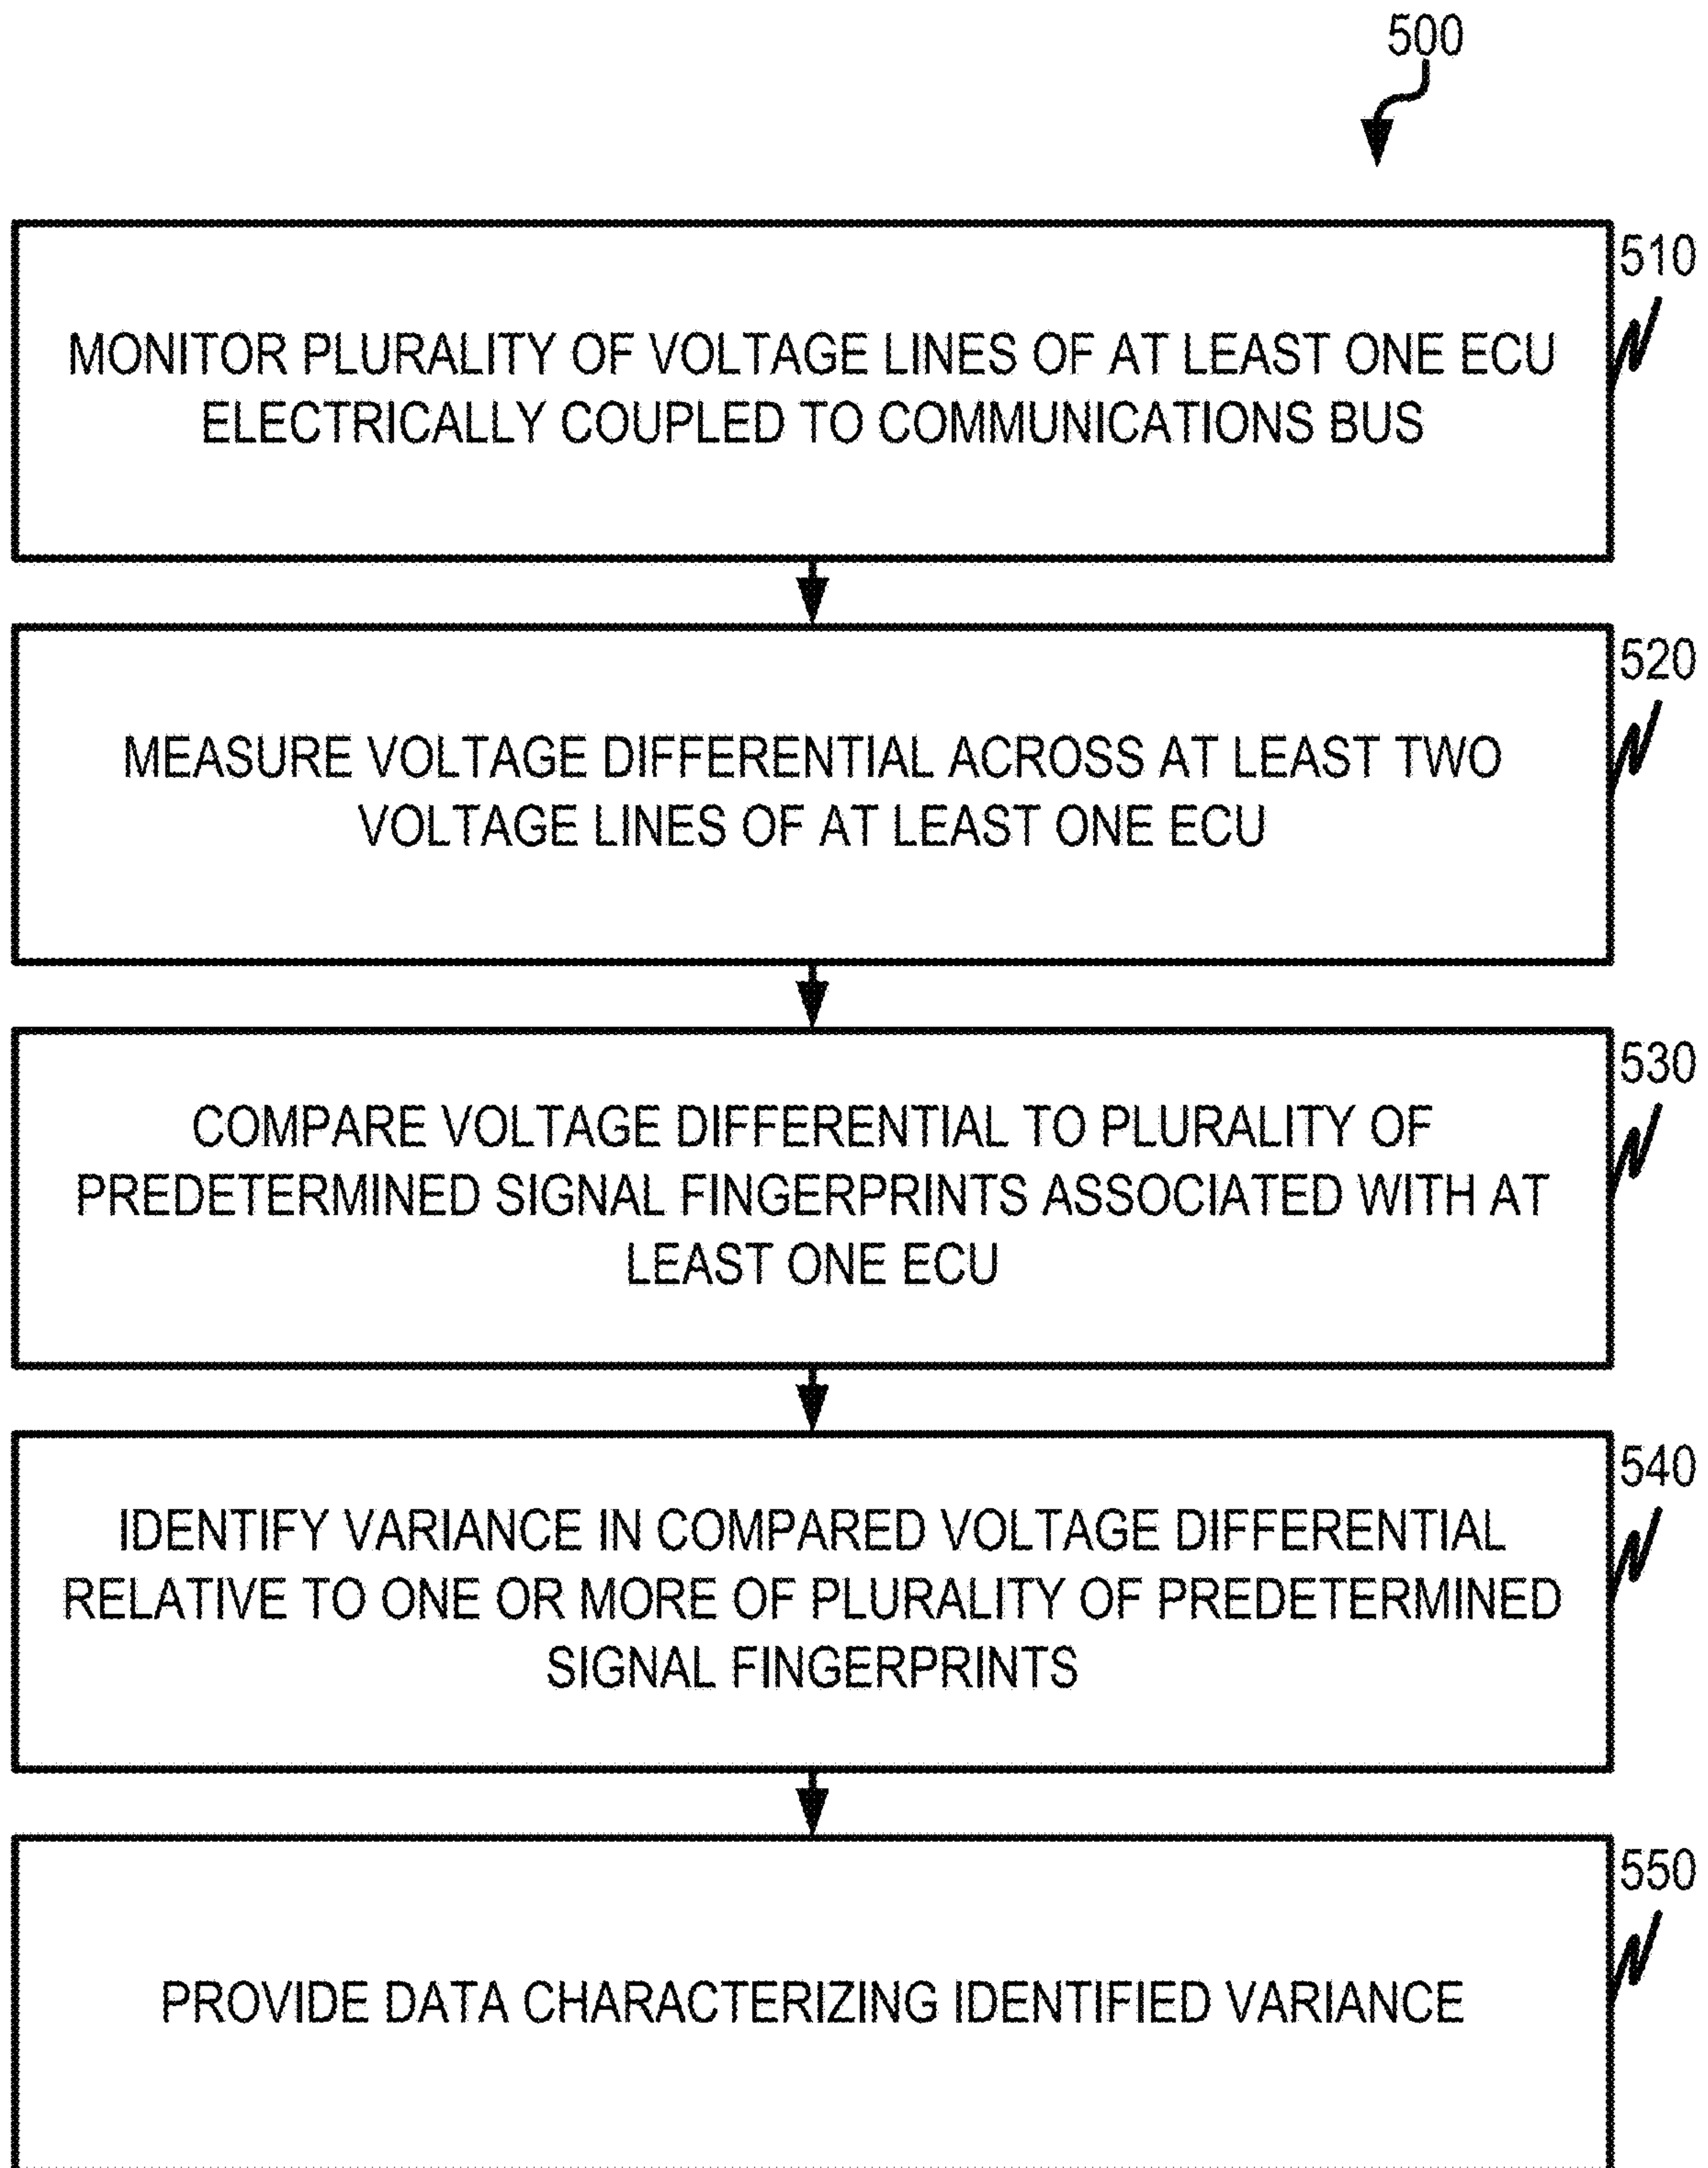 500
510
MONITOR PLURALITY OF VOLTAGE LINES OF AT LEAST ONE ECU
ELECTRICALLY COUPLED TO COMMUNICATIONS BUS
520
MEASURE VOLTAGE DIFFERENTIAL ACROSS AT LEAST TWO
VOLTAGE LINES OF AT LEAST ONE ECU
530
COMPARE VOLTAGE DIFFERENTIAL TO PLURALITY OF
PREDETERMINED SIGNAL FINGERPRINTS ASSOCIATED WITH AT
LEAST ONE ECU
540
IDENTIFY VARIANCE IN COMPARED VOLTAGE DIFFERENTIAL
RELATIVE TO ONE OR MORE OF PLURALITY OF PREDETERMINED
SIGNAL FINGERPRINTS
550
PROVIDE DATA CHARACTERIZING IDENTIFIED VARIANCE